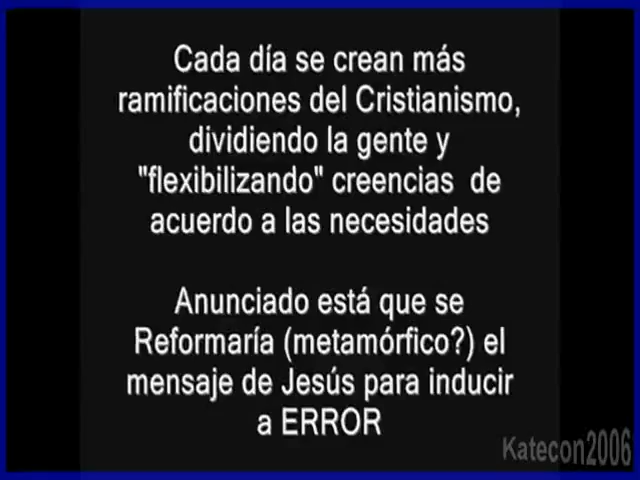 Cada día se crean más
ramificaciones del Cristianismo,
dividiendo la gente y
"flexibilizando" creencias de
acuerdo a las necesidades
Anunciado está que se
Reformaría (metamórfico?) el
mensaje de Jesús para inducir
a ERROR
Katecon2006